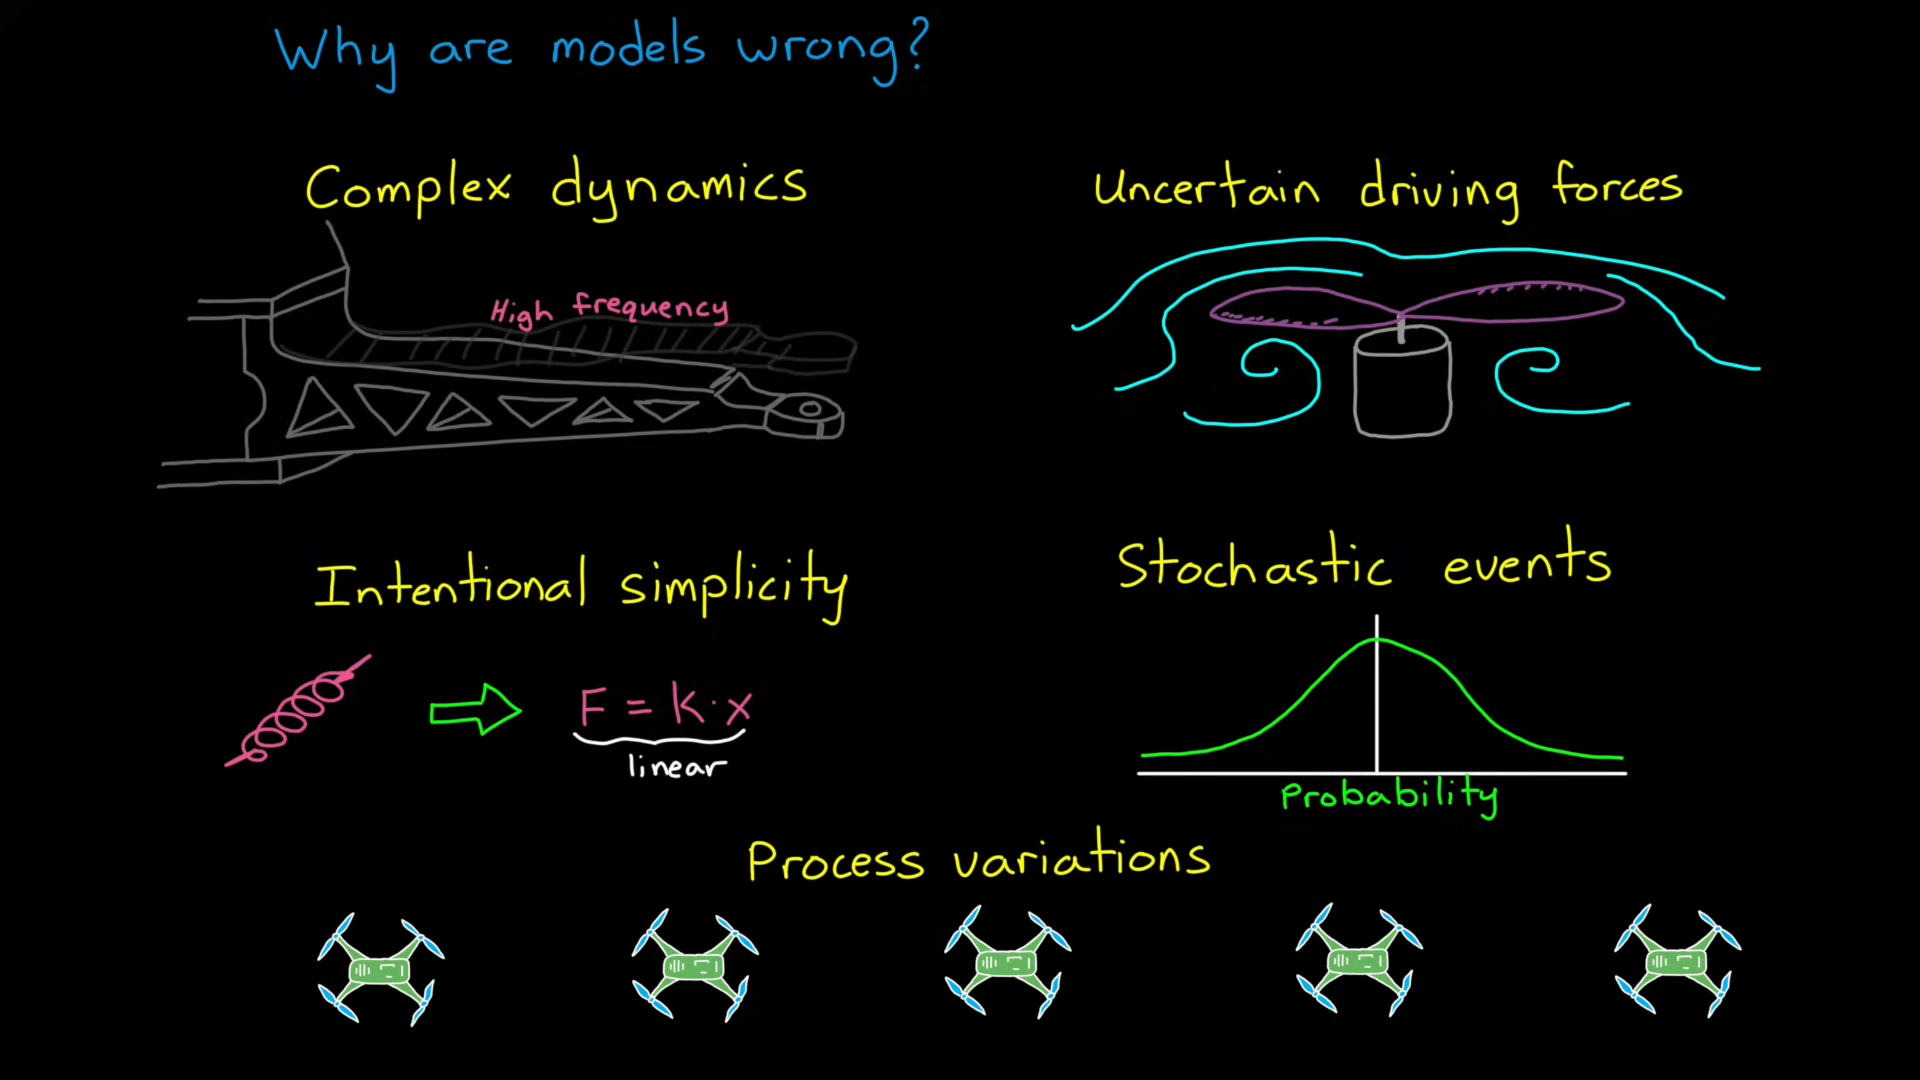 Why are models wrong?
Complex dynamics
High frequency
Uncertain driving forces
Intentional simplicity
F = K·x
linear
Stochastic events
Probability
Process variations